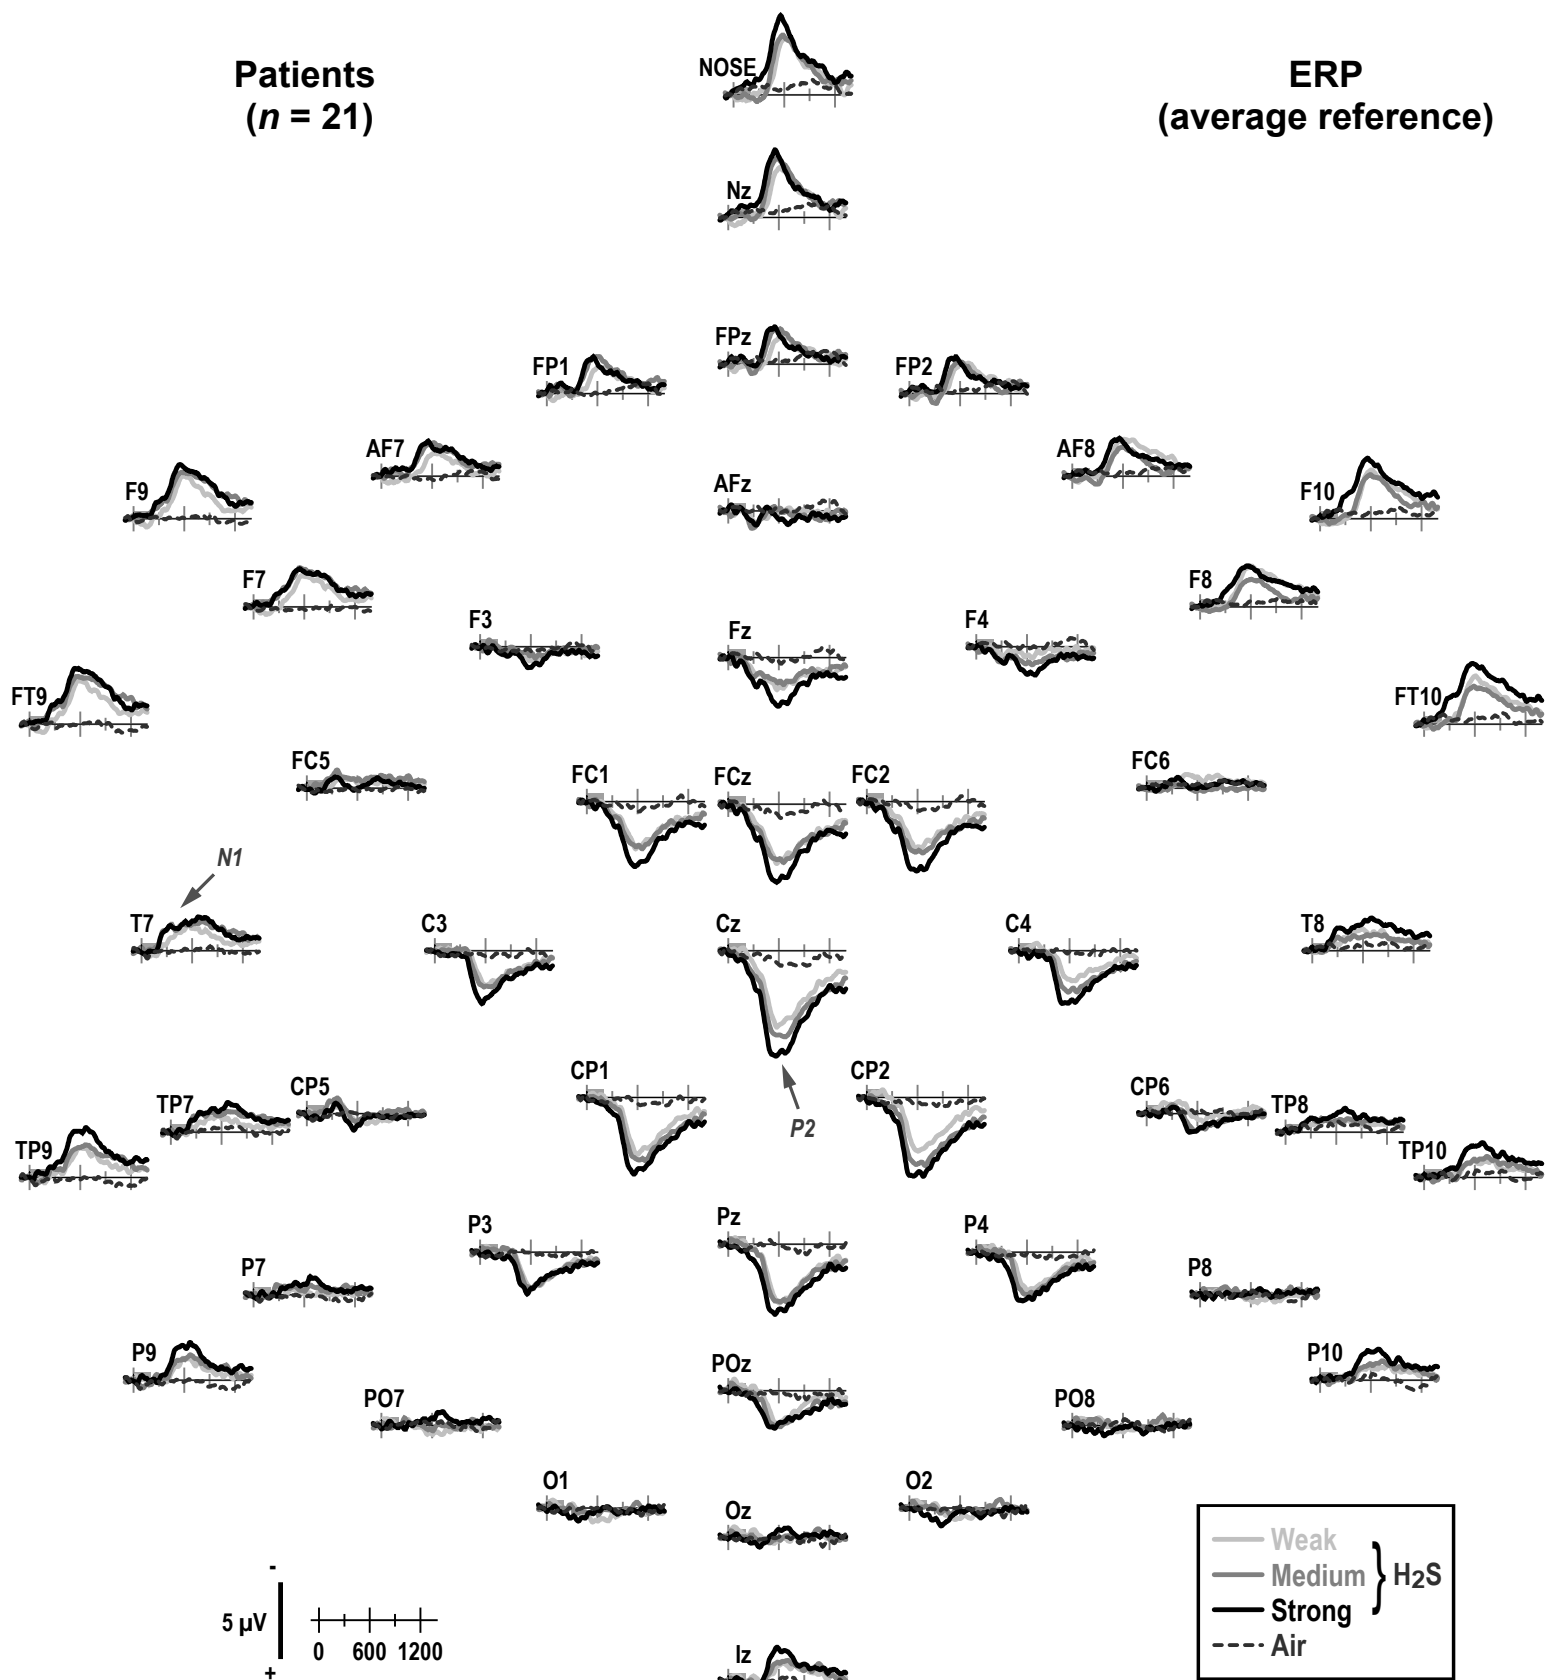 Patients
(n = 21)
ERP
(average reference)
NOSE
Nz
FP1
FPz
FP2
F9
AF7
AFz
AF8
F10
F7
F3
Fz
F4
F8
FT9
FT10
FC5
FC1
FCz
FC2
FC6
N1
T7
C3
Cz
C4
T8
P2
TP9
TP7
CP5
CP1
CP2
CP6
TP8
TP10
P7
P3
Pz
P4
P8
P9
PO7
POz
PO8
P10
O1
Oz
O2
Iz
-
5 µV
+
0 600 1200
Weak
Medium
Strong
Air
} H2S